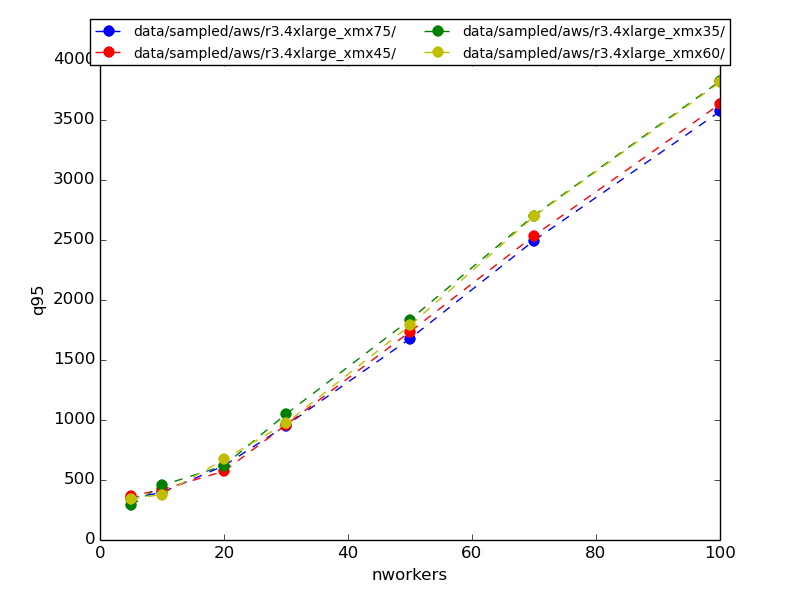 data/sampled/aws/r3.4xlarge_xmx75/ data/sampled/aws/r3.4xlarge_xmx35/
data/sampled/aws/r3.4xlarge_xmx45/ data/sampled/aws/r3.4xlarge_xmx60/
4000
3500
3000
2500
2000
1500
1000
500
0
q95
0 20 40 60 80 100
nworkers